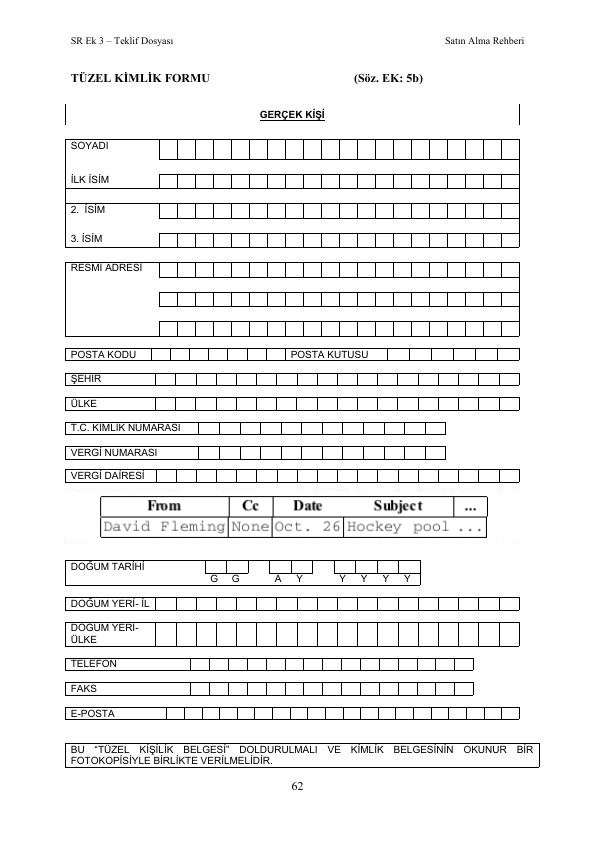 SR Ek 3 – Teklif Dosyası Satın Alma Rehberi
TÜZEL KİMLİK FORMU (Söz. EK: 5b)
GERÇEK KİŞİ
SOYADI
İLK İSİM
2. İSİM
3. İSİM
RESMİ ADRESİ
POSTA KODU POSTA KUTUSU
ŞEHİR
ÜLKE
T.C. KİMLİK NUMARASI
VERGİ NUMARASI
VERGİ DAİRESİ
From Cc Date Subject ...
David Fleming None Oct. 26 Hockey pool ...
DOĞUM TARİHİ
G G A Y Y Y Y Y
DOĞUM YERİ- İL
DOĞUM YERİ-
ÜLKE
TELEFON
FAKS
E-POSTA
BU “TÜZEL KİŞİLİK BELGESİ” DOLDURULMALI VE KİMLİK BELGESİNİN OKUNUR BİR
FOTOKOPİSİYLE BİRLİKTE VERİLMELİDİR.
62